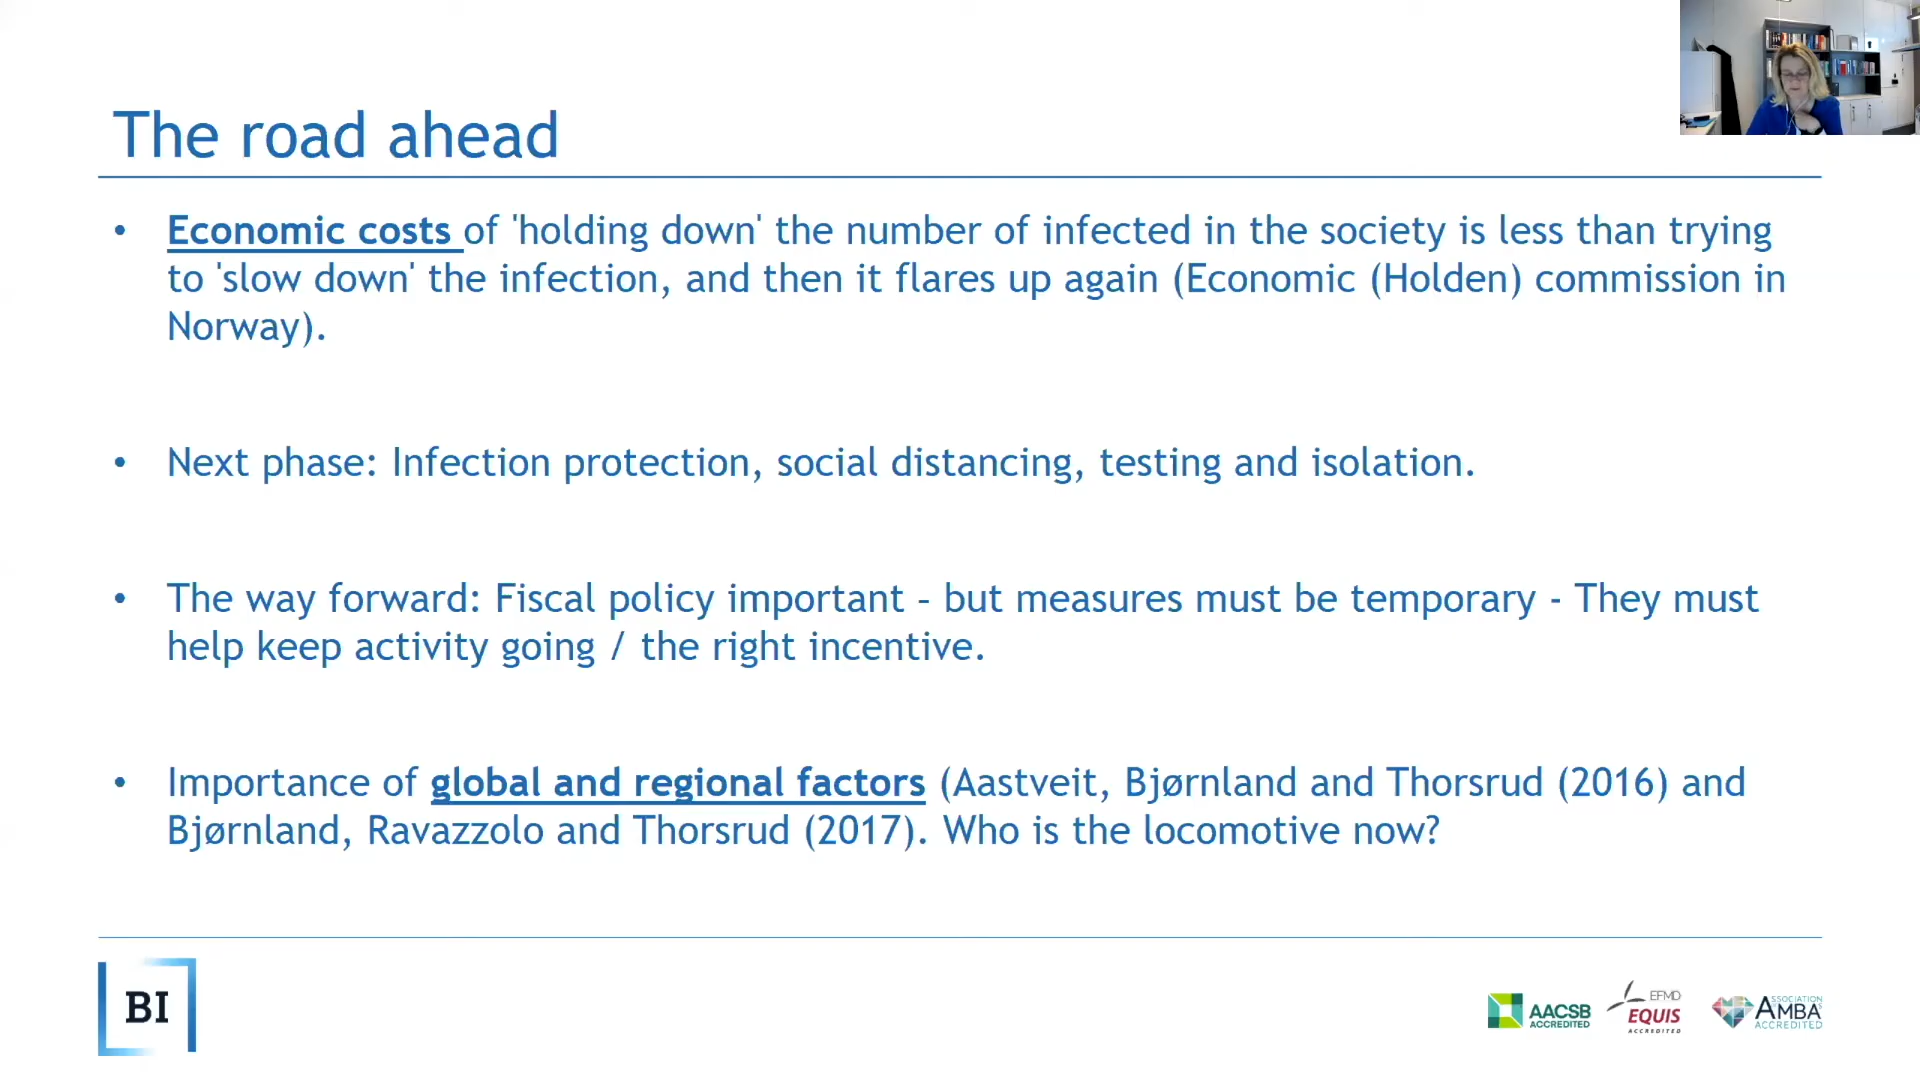 The road ahead
• Economic costs of 'holding down' the number of infected in the society is less than trying
to 'slow down' the infection, and then it flares up again (Economic (Holden) commission in
Norway).
• Next phase: Infection protection, social distancing, testing and isolation.
• The way forward: Fiscal policy important – but measures must be temporary - They must
help keep activity going / the right incentive.
• Importance of global and regional factors (Aastveit, Bjørnland and Thorsrud (2016) and
Bjørnland, Ravazzolo and Thorsrud (2017). Who is the locomotive now?
BI
AACSB
ACCREDITED
EFMD
EQUIS
ACCREDITED
ASSOCIATION
AMBA
ACCREDITED